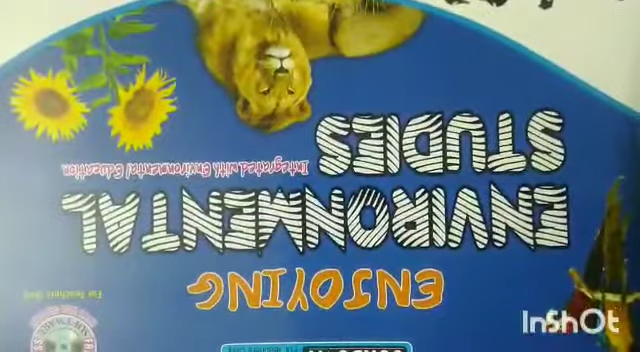 ENJOYING
ENVIRONMENTAL
STUDIES
Integrated with Environmental Education
For Teachers Only
InShOt